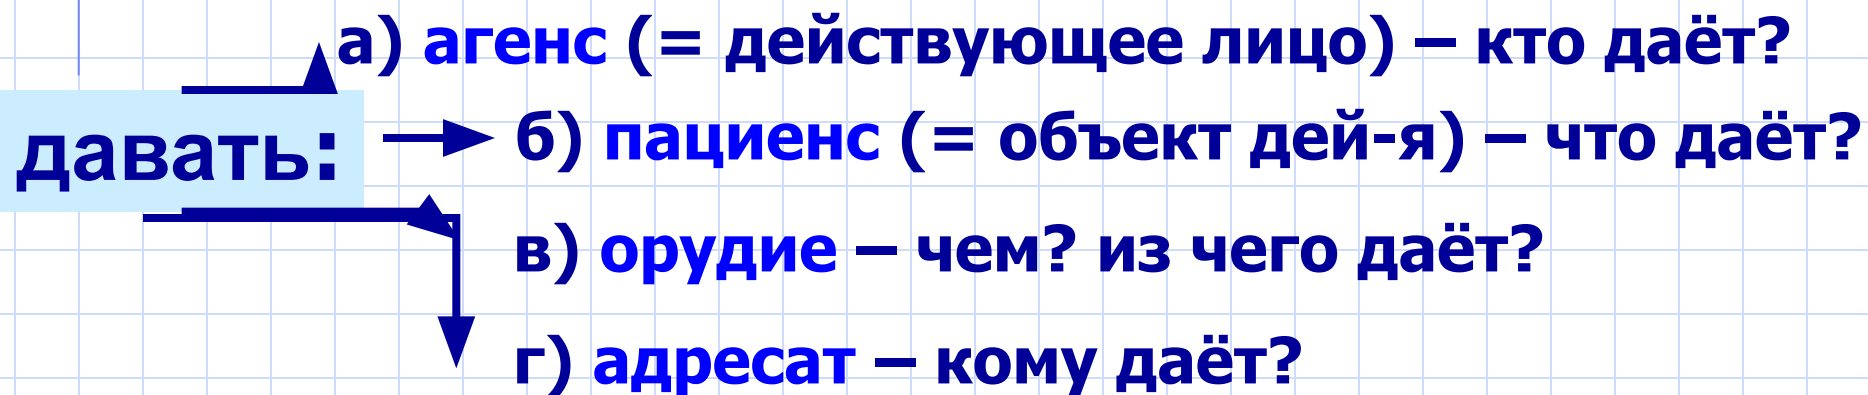 а) агенс (= действующее лицо) – кто даёт?
давать:
б) пациенс (= объект дей-я) – что даёт?
в) орудие – чем? из чего даёт?
г) адресат – кому даёт?